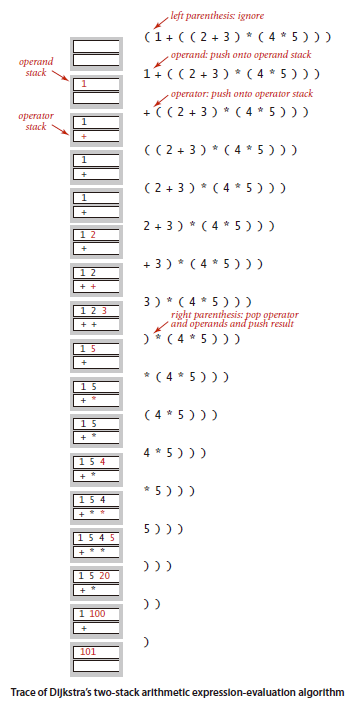 left parenthesis: ignore
( 1 + ( ( 2 + 3 ) * ( 4 * 5 ) ) )
operand: push onto operand stack
operand
stack
1 + ( ( 2 + 3 ) * ( 4 * 5 ) ) )
1
operator: push onto operator stack
operator
stack
+ ( ( 2 + 3 ) * ( 4 * 5 ) ) )
1
+
( ( 2 + 3 ) * ( 4 * 5 ) ) )
1
+
( 2 + 3 ) * ( 4 * 5 ) ) )
1
+
2 + 3 ) * ( 4 * 5 ) ) )
1 2
+
+ 3 ) * ( 4 * 5 ) ) )
1 2
+ +
3 ) * ( 4 * 5 ) ) )
1 2 3
+ +
right parenthesis: pop operator
and operands and push result
) * ( 4 * 5 ) ) )
1 5
+
* ( 4 * 5 ) ) )
1 5
+ *
( 4 * 5 ) ) )
1 5
+ *
4 * 5 ) ) )
1 5 4
+ *
* 5 ) ) )
1 5 4
+ * *
5 ) ) )
1 5 4 5
+ * *
) ) )
1 5 20
+ *
) )
1 100
+
)
101
Trace of Dijkstra's two-stack arithmetic expression-evaluation algorithm